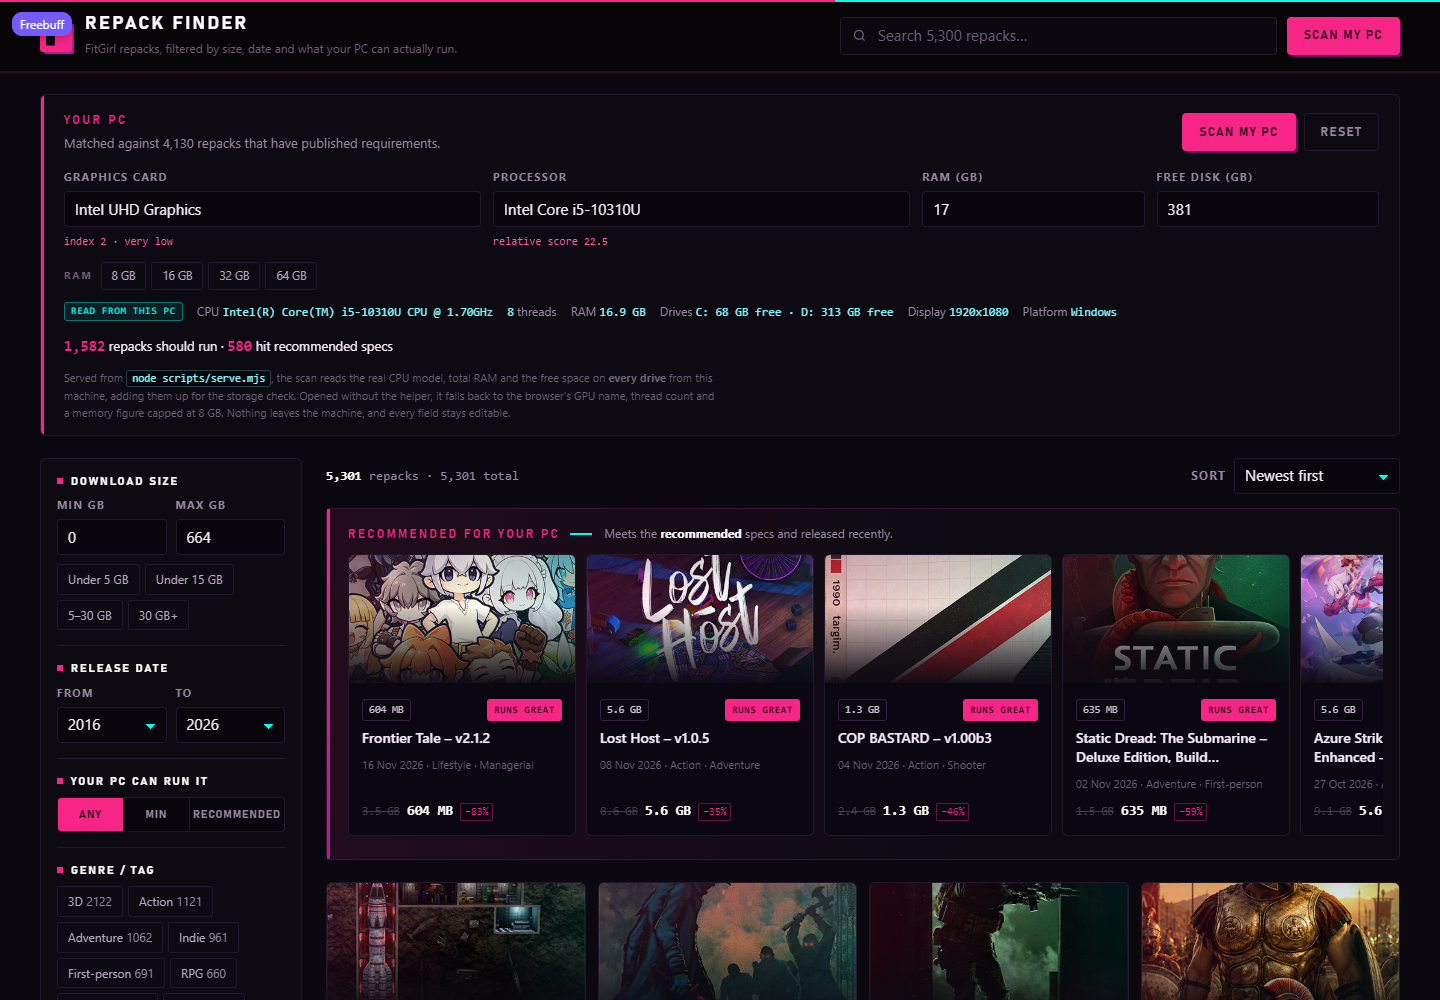 Freebuff
REPACK FINDER
FitGirl repacks, filtered by size, date and what your PC can actually run.
Search 5,300 repacks...
SCAN MY PC
YOUR PC
Matched against 4,130 repacks that have published requirements.
SCAN MY PC
RESET
GRAPHICS CARD
PROCESSOR
RAM (GB)
FREE DISK (GB)
Intel UHD Graphics
Intel Core i5-10310U
17
381
index 2 · very low
relative score 22.5
RAM
8 GB
16 GB
32 GB
64 GB
READ FROM THIS PC
CPU Intel(R) Core(TM) i5-10310U CPU @ 1.70GHz 8 threads RAM 16.9 GB Drives C: 68 GB free · D: 313 GB free Display 1920x1080 Platform Windows
1,582 repacks should run · 580 hit recommended specs
Served from node scripts/serve.mjs, the scan reads the real CPU model, total RAM and the free space on every drive from this
machine, adding them up for the storage check. Opened without the helper, it falls back to the browser's GPU name, thread count and
a memory figure capped at 8 GB. Nothing leaves the machine, and every field stays editable.
DOWNLOAD SIZE
MIN GB
MAX GB
0
664
Under 5 GB
Under 15 GB
5–30 GB
30 GB+
RELEASE DATE
FROM
TO
2016
2026
YOUR PC CAN RUN IT
ANY
MIN
RECOMMENDED
GENRE / TAG
3D 2122
Action 1121
Adventure 1062
Indie 961
First-person 691
RPG 660
5,301 repacks · 5,301 total
SORT
Newest first
RECOMMENDED FOR YOUR PC
Meets the recommended specs and released recently.
604 MB
RUNS GREAT
Frontier Tale – v2.1.2
16 Nov 2026 · Lifestyle · Managerial
3.5 GB 604 MB -83%
Lost Host
5.6 GB
RUNS GREAT
Lost Host – v1.0.5
08 Nov 2026 · Action · Adventure
8.6 GB 5.6 GB -35%
1990 targim.
1.3 GB
RUNS GREAT
COP BASTARD – v1.00b3
04 Nov 2026 · Action · Shooter
2.4 GB 1.3 GB -46%
STATIC
635 MB
RUNS GREAT
Static Dread: The Submarine –
Deluxe Edition, Build...
02 Nov 2026 · Adventure · First-person
1.5 GB 635 MB -59%
5.6 GB
Azure Strik
Enhanced –
27 Oct 2026 ·
9.1 GB 5.6